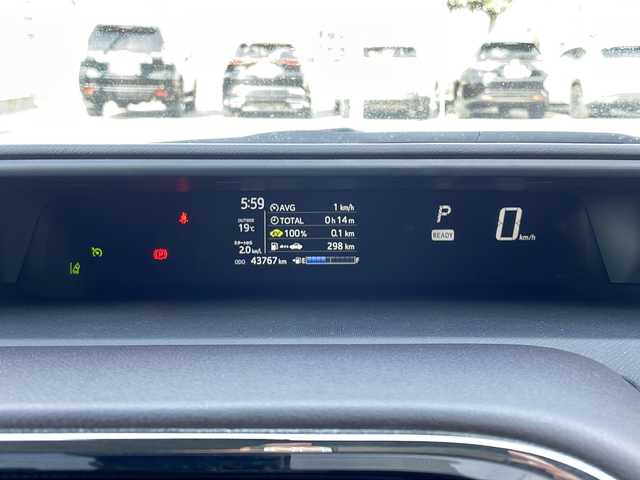 5:59
OUTSIDE
19℃
2.0 km/L
ODO 43767 km
AVG 1 km/h
TOTAL 0 h 14 m
100% 0.1 km
298 km
E F
P
READY
0 km/h